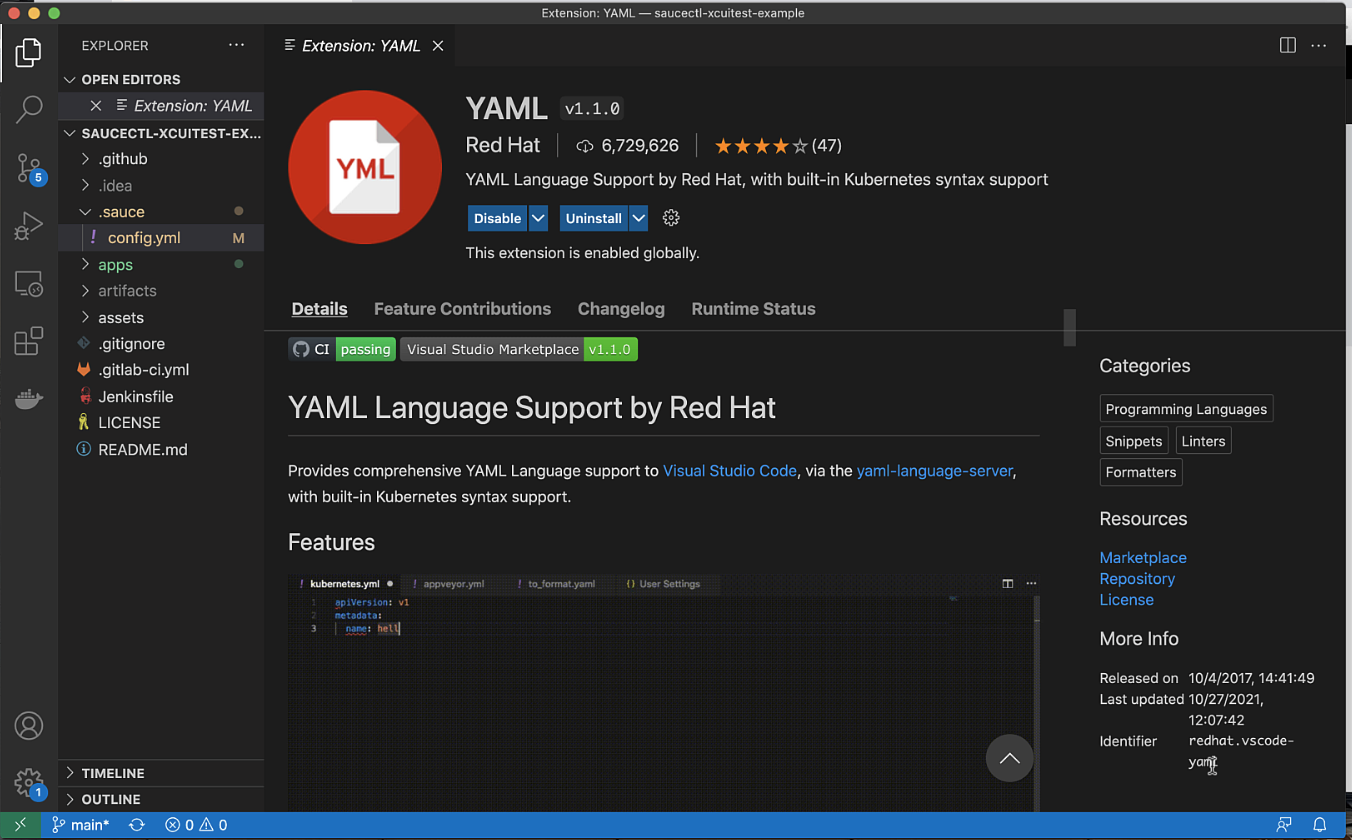 Extension: YAML — saucectl-xcuitest-example
EXPLORER
OPEN EDITORS
Extension: YAML
SAUCECTL-XCUITEST-EX...
.github
.idea
.sauce
config.yml M
apps
artifacts
assets
.gitignore
.gitlab-ci.yml
Jenkinsfile
LICENSE
README.md
TIMELINE
OUTLINE
5
1
Extension: YAML
YML
YAML v1.1.0
Red Hat 6,729,626 (47)
YAML Language Support by Red Hat, with built-in Kubernetes syntax support
Disable Uninstall
This extension is enabled globally.
Details Feature Contributions Changelog Runtime Status
CI passing Visual Studio Marketplace v1.1.0
YAML Language Support by Red Hat
Provides comprehensive YAML Language support to Visual Studio Code, via the yaml-language-server,
with built-in Kubernetes syntax support.
Features
kubernetes.yml appveyor.yml to_format.yaml User Settings
1 apiVersion: v1
2 metadata:
3 name: hell
Categories
Programming Languages
Snippets Linters
Formatters
Resources
Marketplace
Repository
License
More Info
Released on 10/4/2017, 14:41:49
Last updated 10/27/2021,
12:07:42
Identifier redhat.vscode-
yaml
main* 0 0